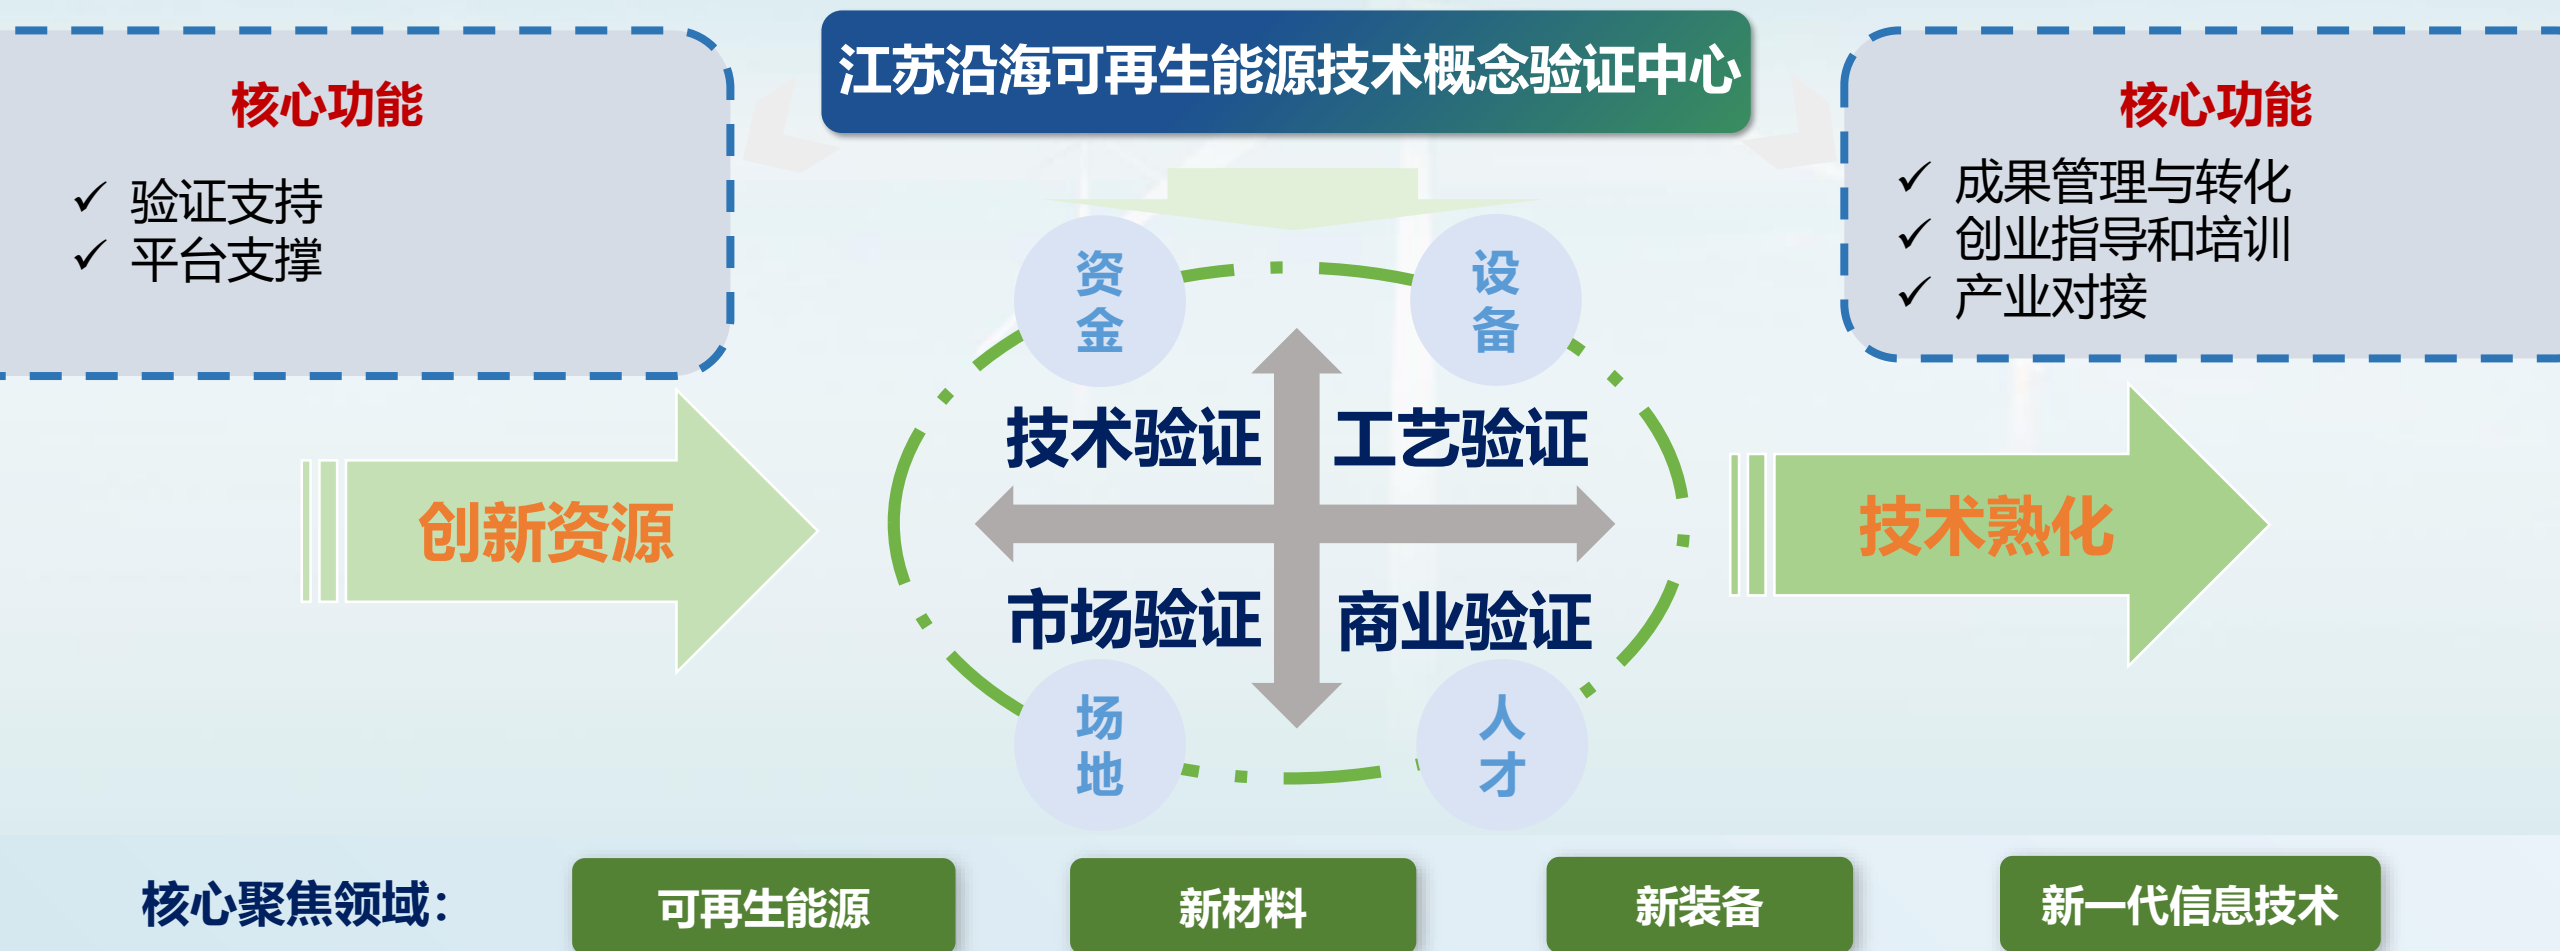 江苏沿海可再生能源技术概念验证中心
核心功能
✓ 验证支持
✓ 平台支撑
核心功能
✓ 成果管理与转化
✓ 创业指导和培训
✓ 产业对接
资金
设备
技术验证
工艺验证
创新资源
技术熟化
市场验证
商业验证
场地
人才
核心聚焦领域：
可再生能源
新材料
新装备
新一代信息技术